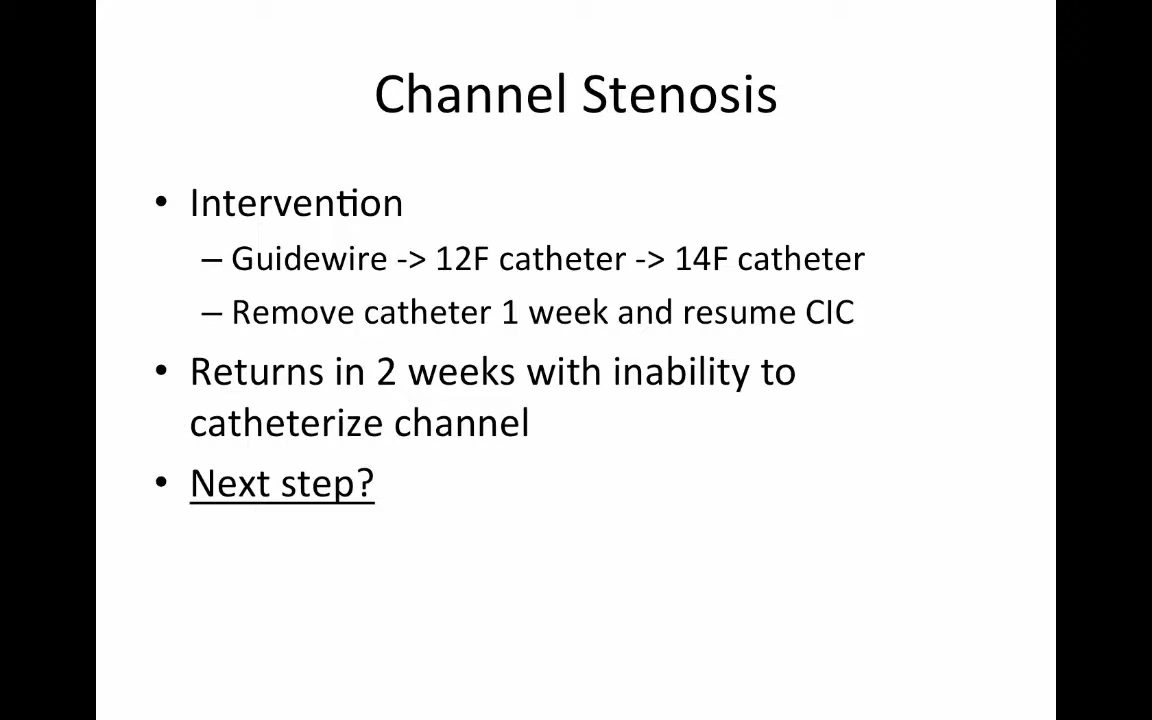 Channel Stenosis
• Intervention
– Guidewire -> 12F catheter -> 14F catheter
– Remove catheter 1 week and resume CIC
• Returns in 2 weeks with inability to
catheterize channel
• Next step?